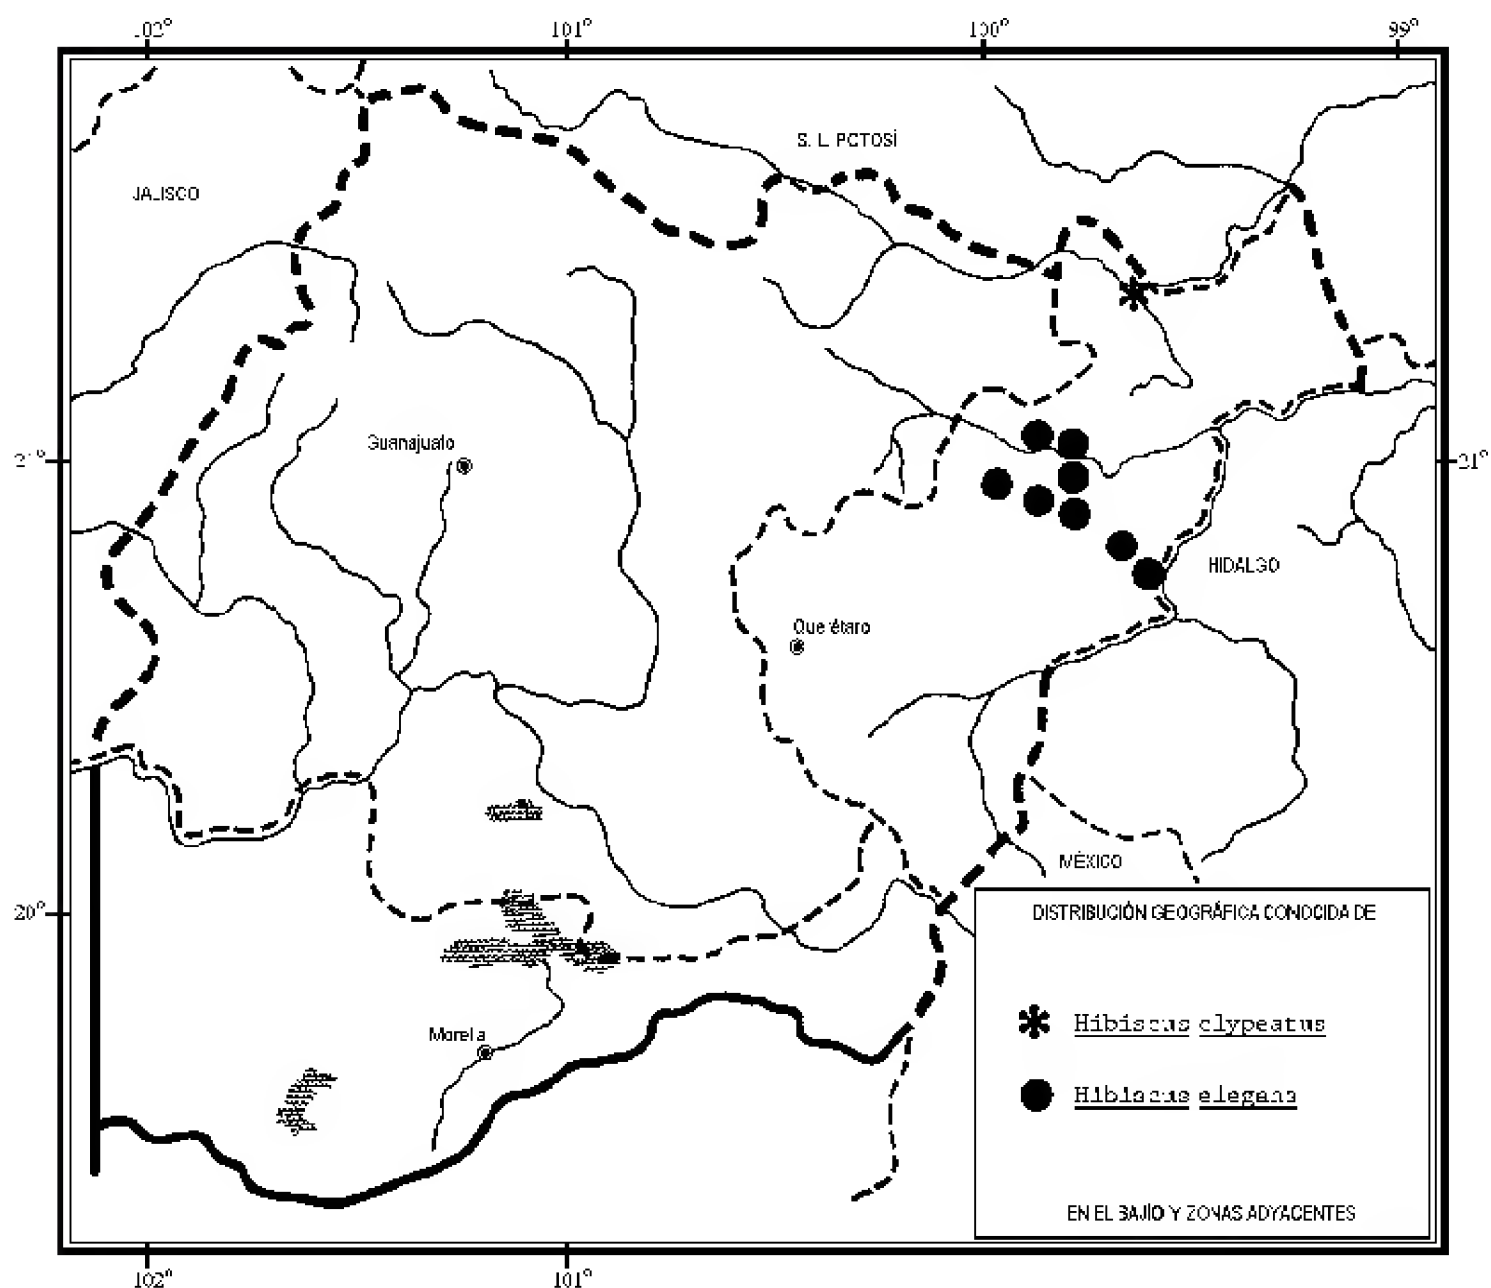 102°
101°
100°
99°
S. L. POTOSÍ
JALISCO
Guanajuato
21°
21°
HIDALGO
Querétaro
MÉXICO
20°
DISTRIBUCIÓN GEOGRÁFICA CONOCIDA DE
Hibiscus clypeatus
Morelia
Hibiscus elegans
EN EL BAJÍO Y ZONAS ADYACENTES
102°
101°